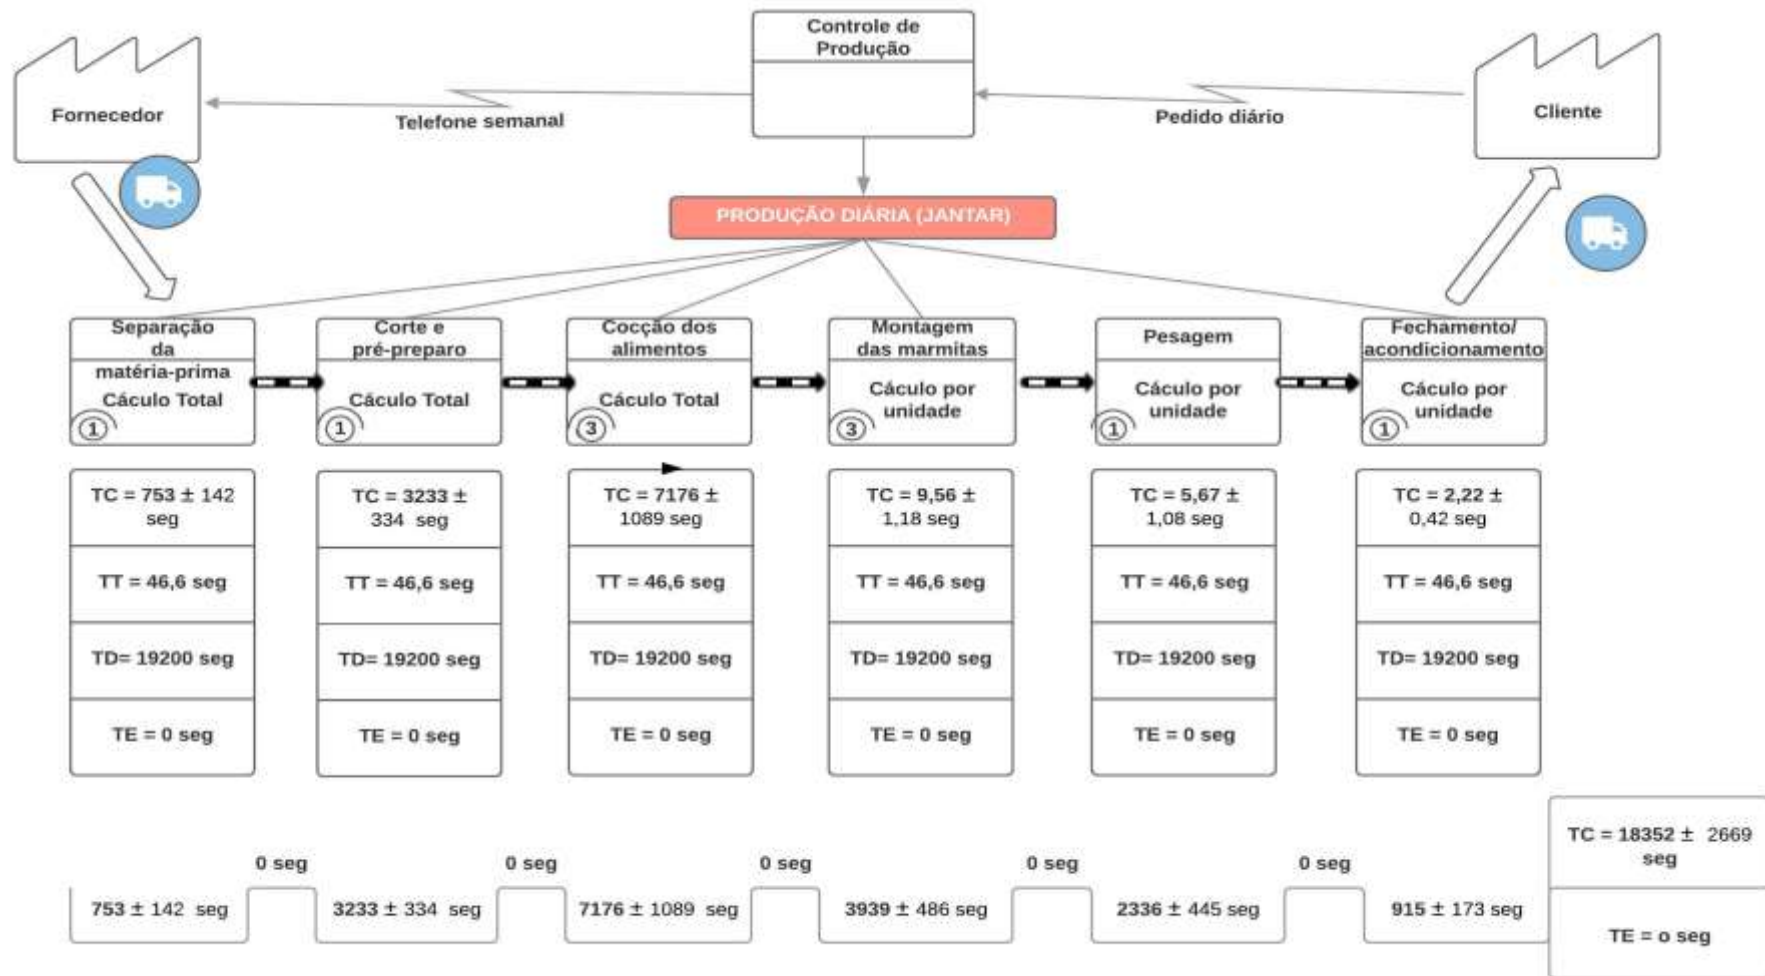 Controle de
Produção
Fornecedor
Telefone semanal
Pedido diário
Cliente
PRODUÇÃO DIÁRIA (JANTAR)
Separação
da
matéria-prima
Cáculo Total
1
Corte e
pré-preparo
Cáculo Total
1
Cocção dos
alimentos
Cáculo Total
3
Montagem
das marmitas
Cáculo por
unidade
3
Pesagem
Cáculo por
unidade
1
Fechamento/
acondicionamento
Cáculo por
unidade
1
TC = 753 ± 142
seg
TT = 46,6 seg
TD= 19200 seg
TE = 0 seg
TC = 3233 ±
334 seg
TT = 46,6 seg
TD= 19200 seg
TE = 0 seg
TC = 7176 ±
1089 seg
TT = 46,6 seg
TD= 19200 seg
TE = 0 seg
TC = 9,56 ±
1,18 seg
TT = 46,6 seg
TD= 19200 seg
TE = 0 seg
TC = 5,67 ±
1,08 seg
TT = 46,6 seg
TD= 19200 seg
TE = 0 seg
TC = 2,22 ±
0,42 seg
TT = 46,6 seg
TD= 19200 seg
TE = 0 seg
0 seg
0 seg
0 seg
0 seg
0 seg
753 ± 142 seg
3233 ± 334 seg
7176 ± 1089 seg
3939 ± 486 seg
2336 ± 445 seg
915 ± 173 seg
TC = 18352 ± 2669
seg
TE = o seg